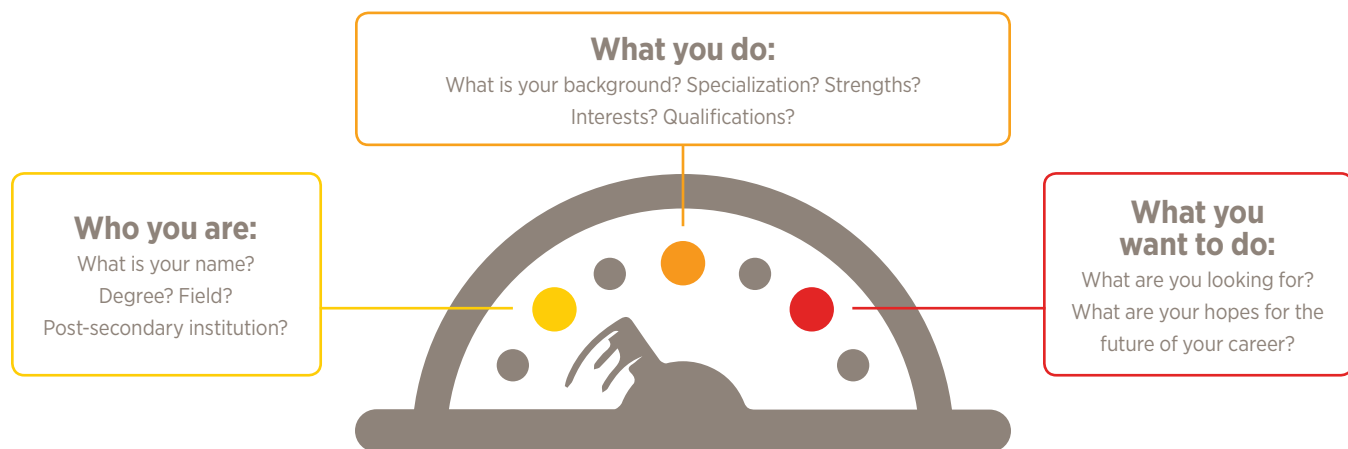 What you do:
What is your background? Specialization? Strengths?
Interests? Qualifications?
Who you are:
What is your name?
Degree? Field?
Post-secondary institution?
What you
want to do:
What are you looking for?
What are your hopes for the
future of your career?